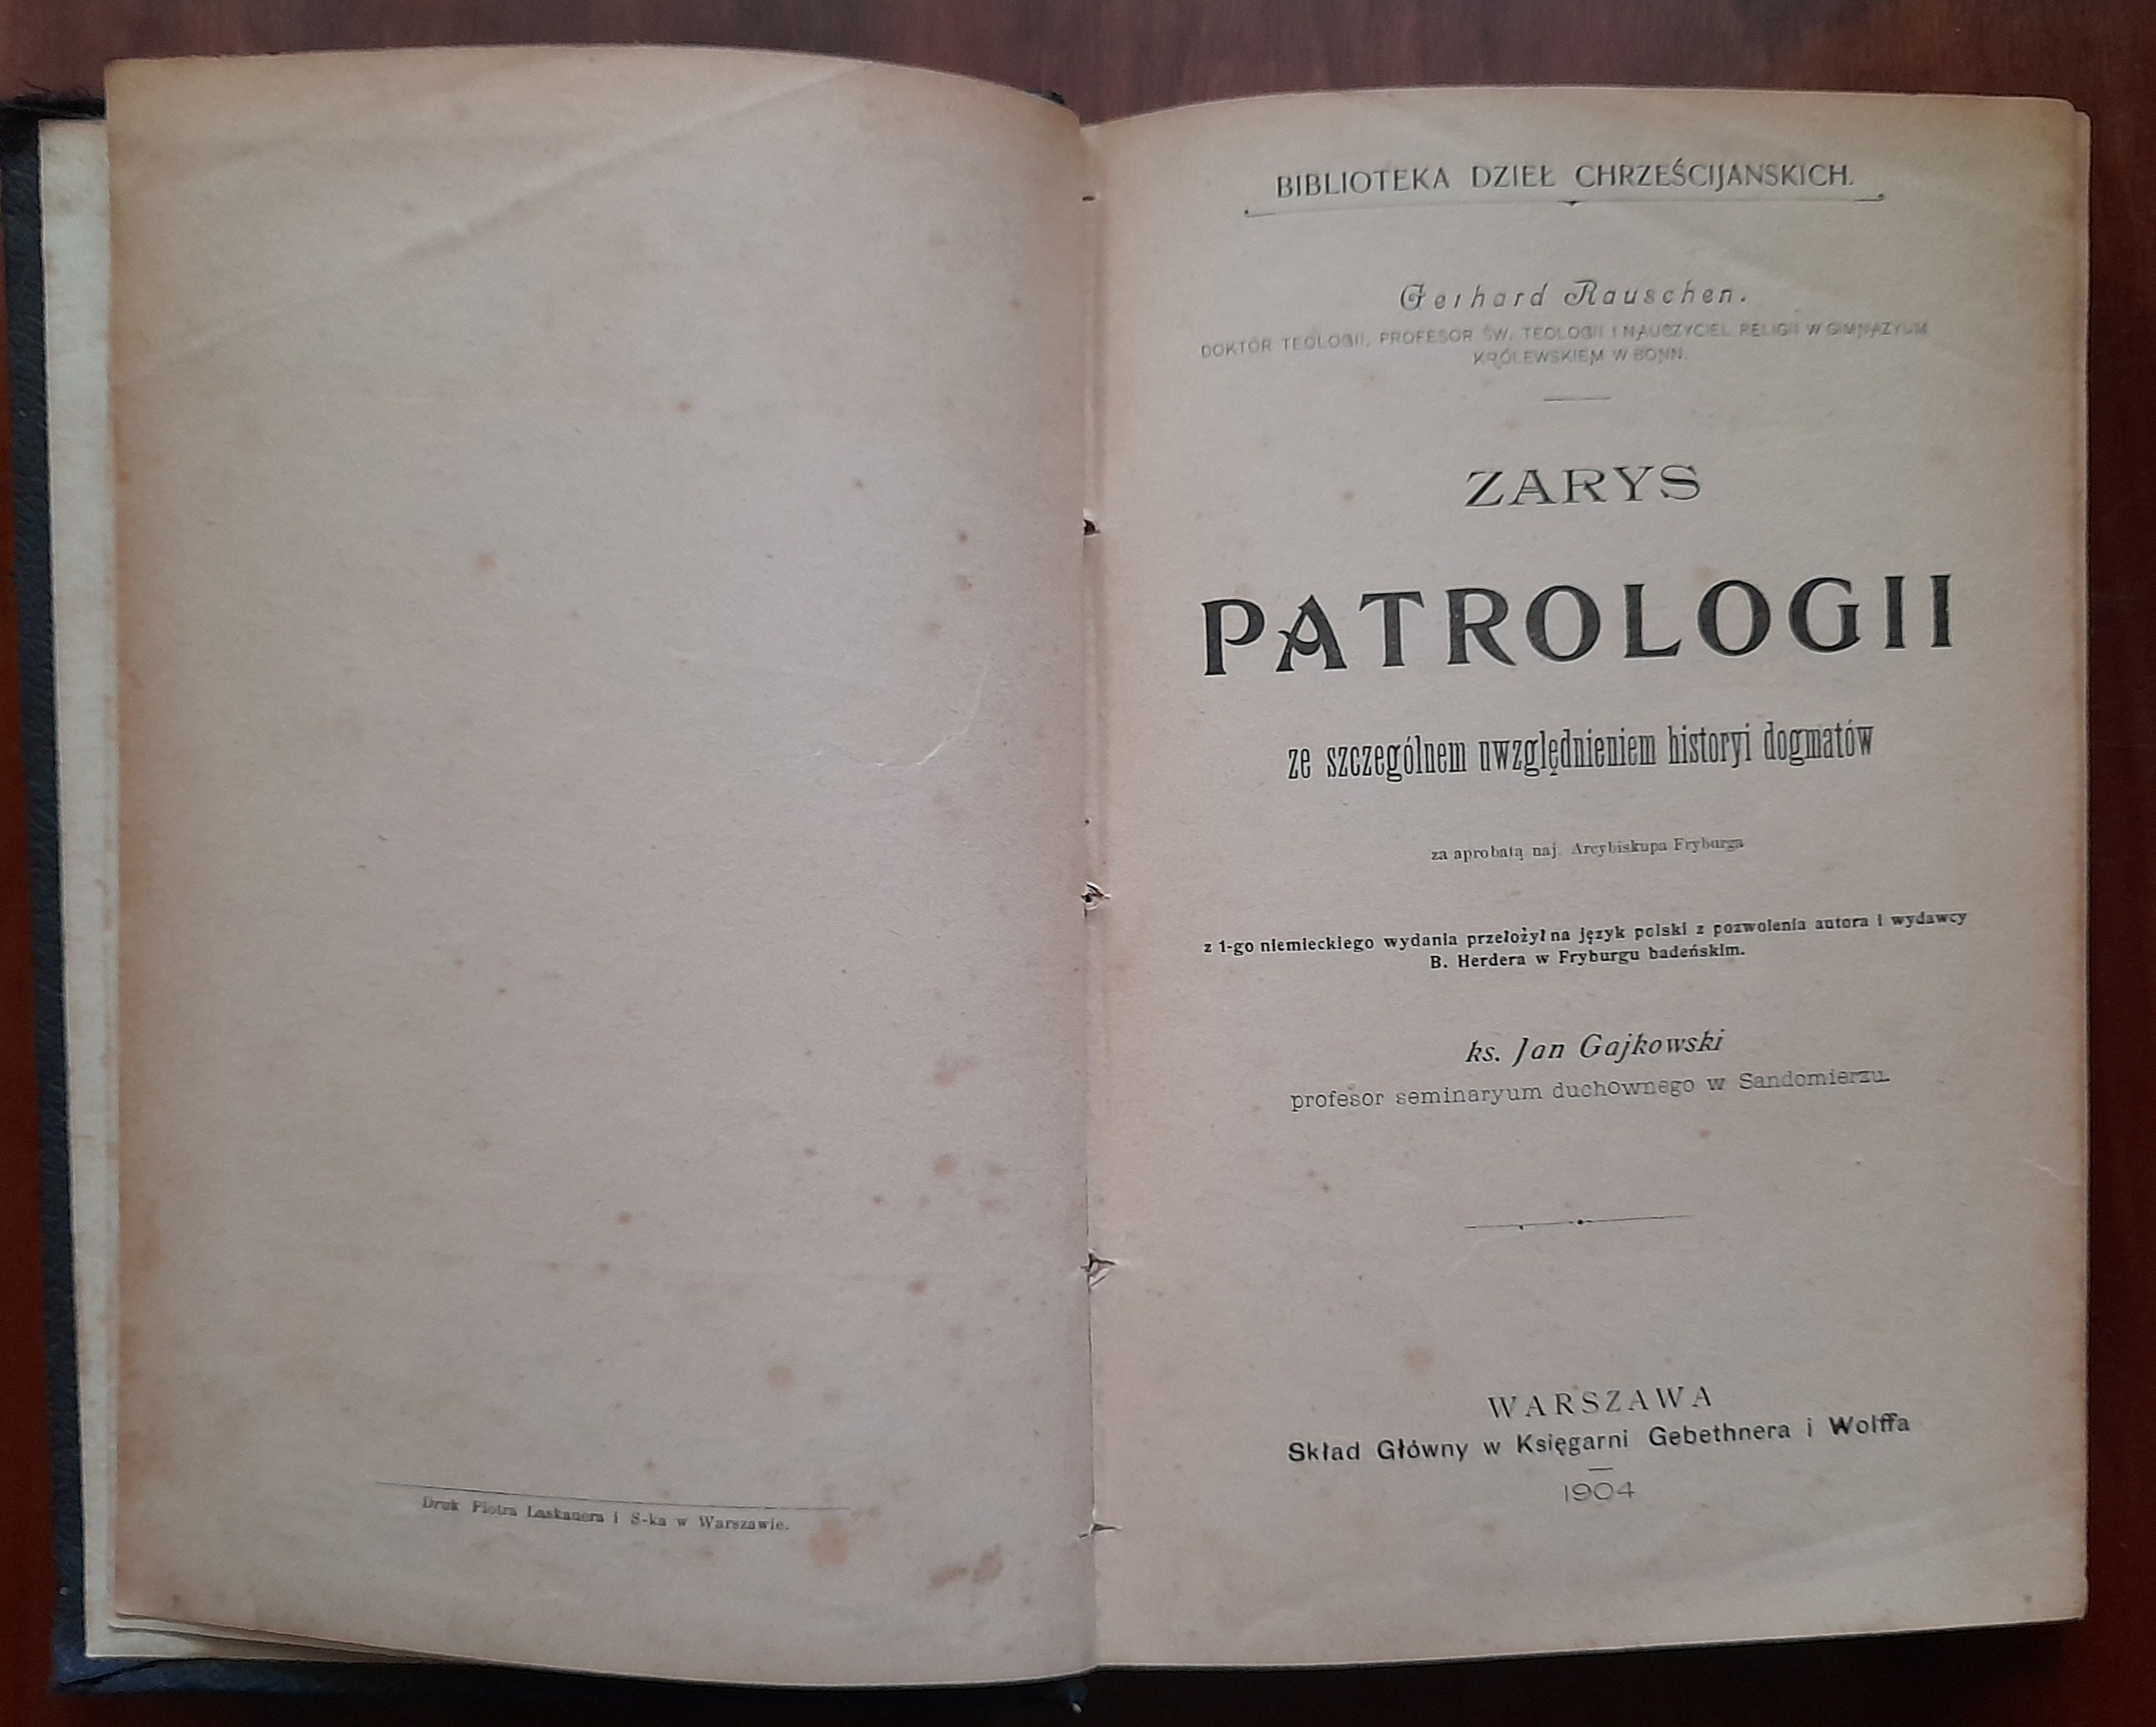 Druk Piotra Laskauera i S-ka w Warszawie.
BIBLIOTEKA DZIEŁ CHRZEŚCIJANSKICH.
Gerhard Rauschen.
DOKTÓR TEOLOGII, PROFESOR ŚW. TEOLOGII I NAUCZYCIEL RELIGII W GIMNAZYUM
KRÓLEWSKIEM W BONN.
ZARYS
PATROLOGII
ze szczególnem uwzględnieniem historyi dogmatów
za aprobatą naj. Arcybiskupa Fryburga
z 1-go niemieckiego wydania przełożył na język polski z pozwolenia autora i wydawcy
B. Herdera w Fryburgu badeńskim.
ks. Jan Gajkowski
profesor seminaryum duchownego w Sandomierzu.
WARSZAWA
Skład Główny w Księgarni Gebethnera i Wolffa
1904